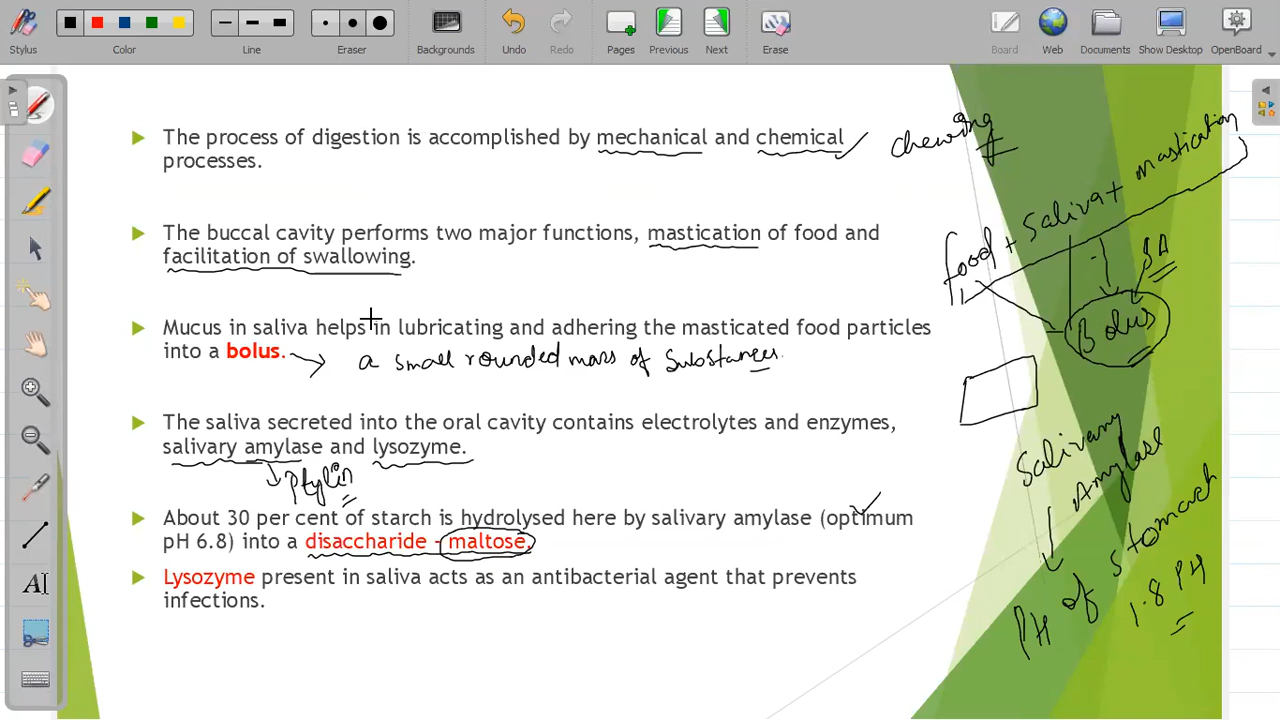 Stylus Color Line Eraser Backgrounds Undo Redo Pages Previous Next Erase Board Web Documents Show Desktop OpenBoard
The process of digestion is accomplished by mechanical and chemical
processes.
chewing
The buccal cavity performs two major functions, mastication of food and
facilitation of swallowing.
food + saliva + mastication
SA
Bolus
Mucus in saliva helps in lubricating and adhering the masticated food particles
into a bolus.
a small rounded mass of substances
The saliva secreted into the oral cavity contains electrolytes and enzymes,
salivary amylase and lysozyme.
ptylin
Salivary
Amylase
About 30 per cent of starch is hydrolysed here by salivary amylase (optimum
pH 6.8) into a disaccharide - maltose.
Lysozyme present in saliva acts as an antibacterial agent that prevents
infections.
PH of stomach
1.8 PH